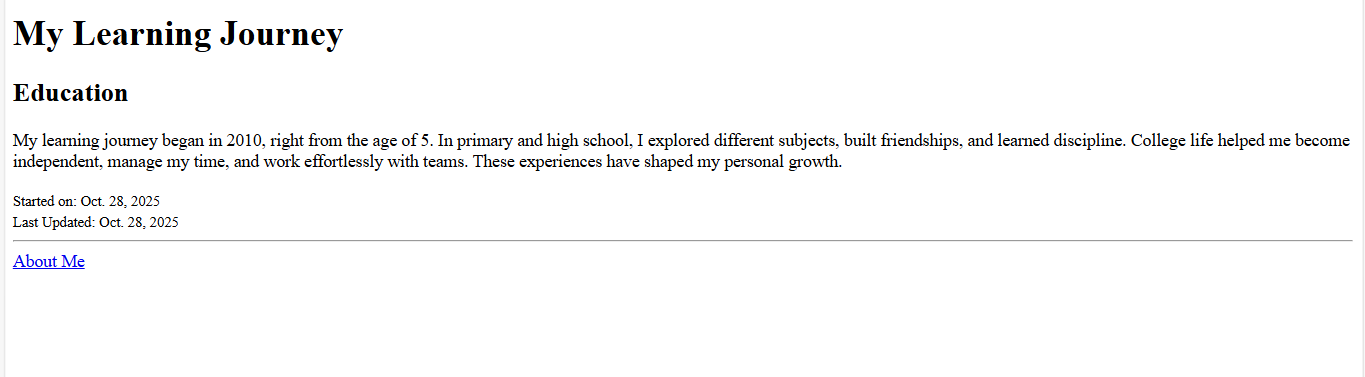 My Learning Journey
Education
My learning journey began in 2010, right from the age of 5. In primary and high school, I explored different subjects, built friendships, and learned discipline. College life helped me become
independent, manage my time, and work effortlessly with teams. These experiences have shaped my personal growth.
Started on: Oct. 28, 2025
Last Updated: Oct. 28, 2025
About Me